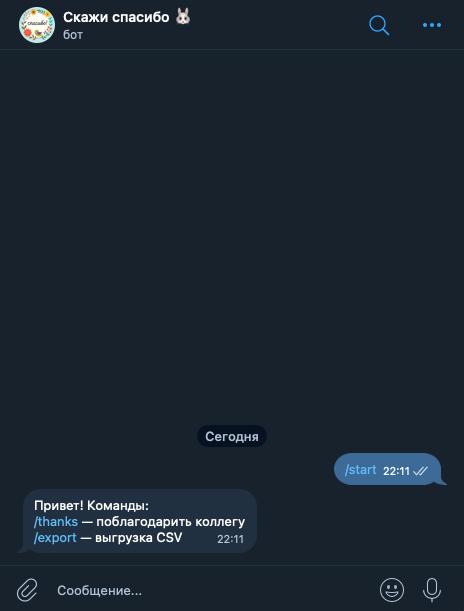 Скажи спасибо 🐰
бот
спасибо!
Сегодня
/start 22:11
Привет! Команды:
/thanks — поблагодарить коллегу
/export — выгрузка CSV 22:11
Сообщение...